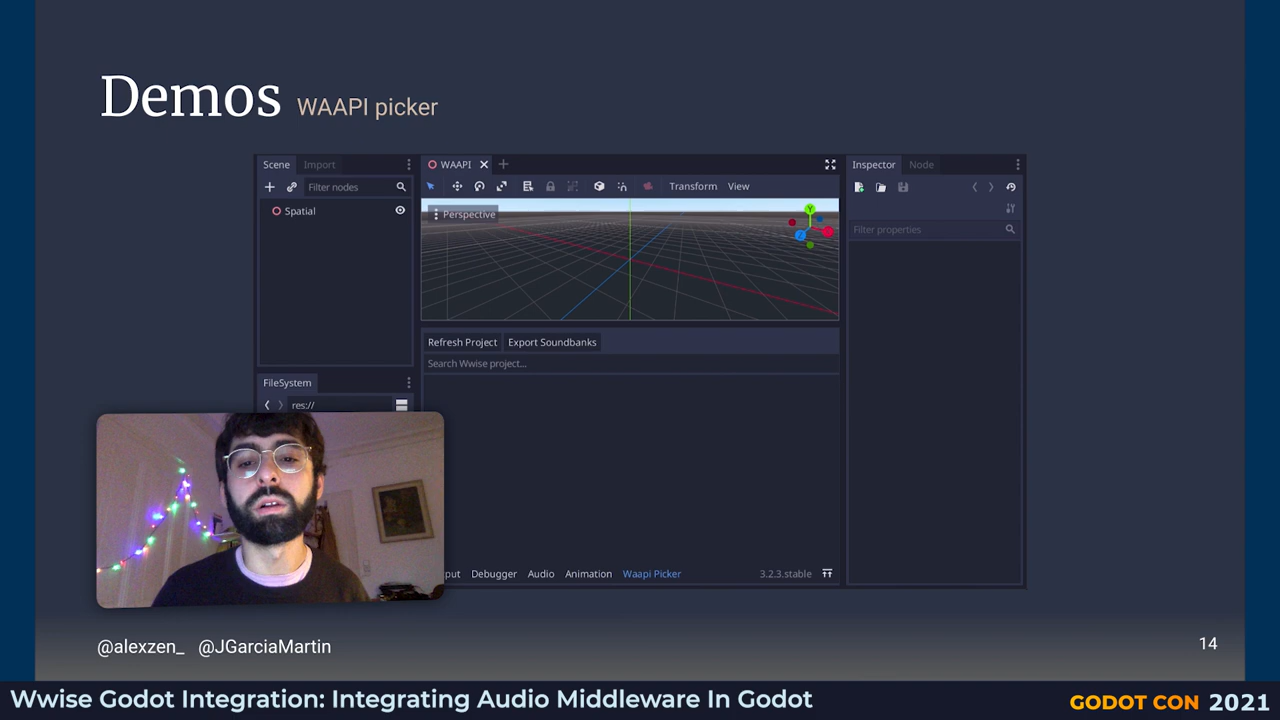 Demos WAAPI picker
Scene Import
WAAPI
Inspector Node
Filter nodes
Transform View
Spatial
Perspective
Y
Z
Filter properties
Refresh Project Export Soundbanks
Search Wwise project...
FileSystem
res://
put Debugger Audio Animation Waapi Picker 3.2.3.stable
@alexzen_ @JGarciaMartin
14
Wwise Godot Integration: Integrating Audio Middleware In Godot
GODOT CON 2021